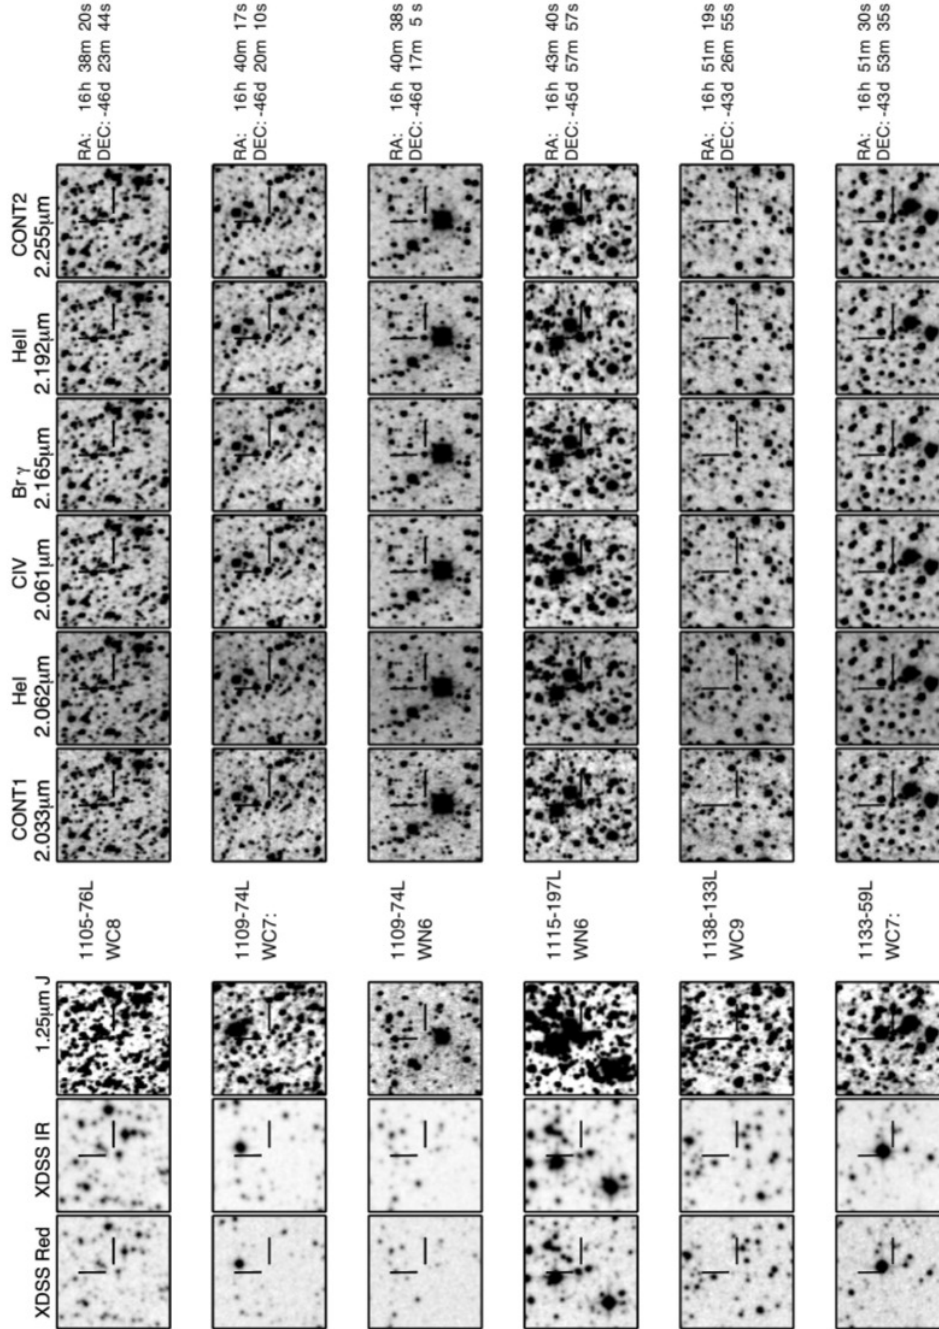 XDSS Red
XDSS IR
1.25µm J
CONT1
2.033µm
HeI
2.062µm
CIV
2.061µm
Br γ
2.165µm
HeII
2.192µm
CONT2
2.255µm
1105-76L
WC8
RA: 16h 38m 20s
DEC: -46d 23m 44s
1109-74L
WC7:
RA: 16h 40m 17s
DEC: -46d 20m 10s
1109-74L
WN6
RA: 16h 40m 38s
DEC: -46d 17m 5s
1115-197L
WN6
RA: 16h 43m 40s
DEC: -45d 57m 57s
1138-133L
WC9
RA: 16h 51m 19s
DEC: -43d 26m 55s
1133-59L
WC7:
RA: 16h 51m 30s
DEC: -43d 53m 35s